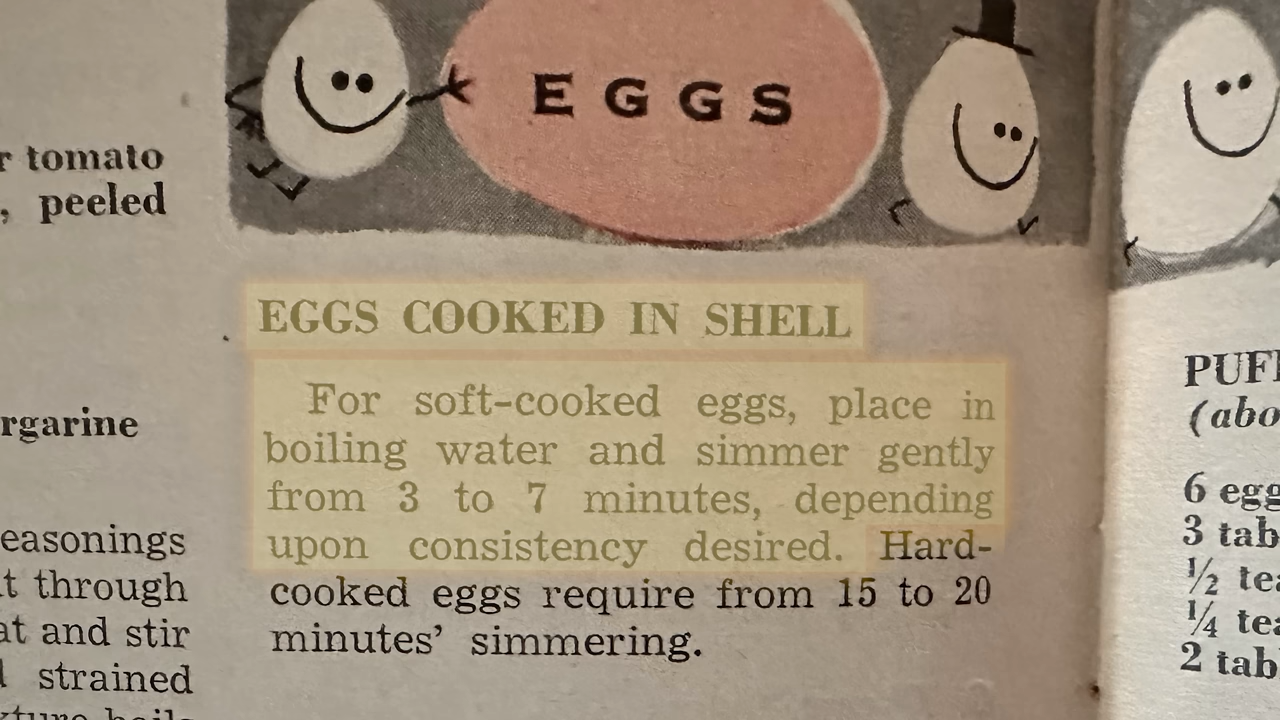 r tomato
, peeled
rgarine
easonings
t through
at and stir
strained
EGGS
EGGS COOKED IN SHELL
For soft-cooked eggs, place in
boiling water and simmer gently
from 3 to 7 minutes, depending
upon consistency desired. Hard-
cooked eggs require from 15 to 20
minutes’ simmering.
PUF
(abo
6 egg
3 tab
½ tea
¼ tea
2 tab